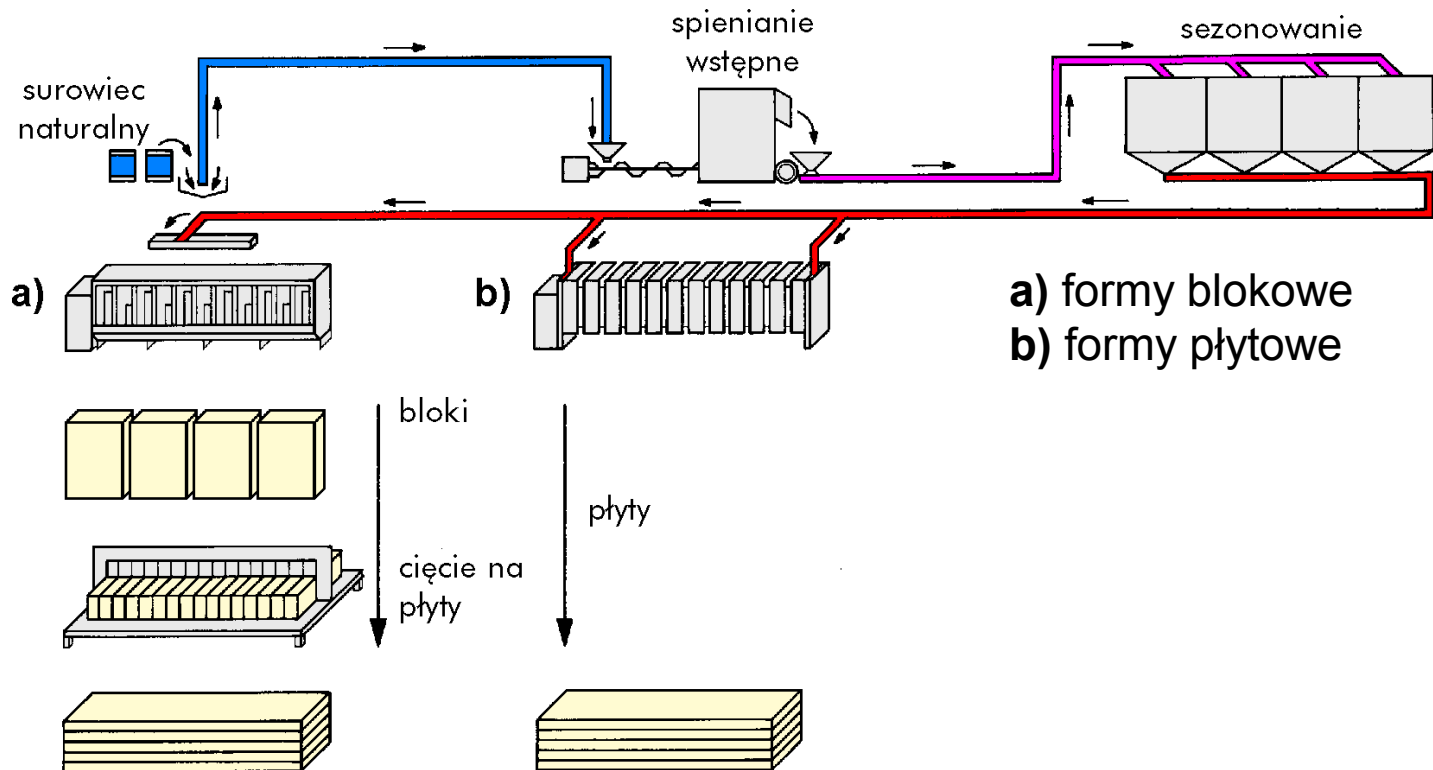 surowiec
naturalny
spienianie
wstępne
sezonowanie
a)
b)
a) formy blokowe
b) formy płytowe
bloki
płyty
cięcie na
płyty